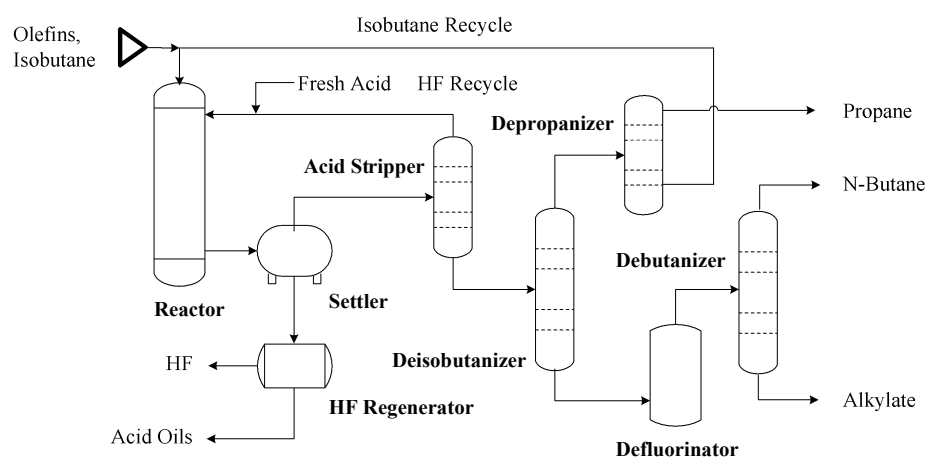 Isobutane Recycle
Olefins,
Isobutane
Fresh Acid
HF Recycle
Depropanizer
Propane
Acid Stripper
N-Butane
Debutanizer
Reactor
Settler
Deisobutanizer
HF
HF Regenerator
Alkylate
Acid Oils
Defluorinator